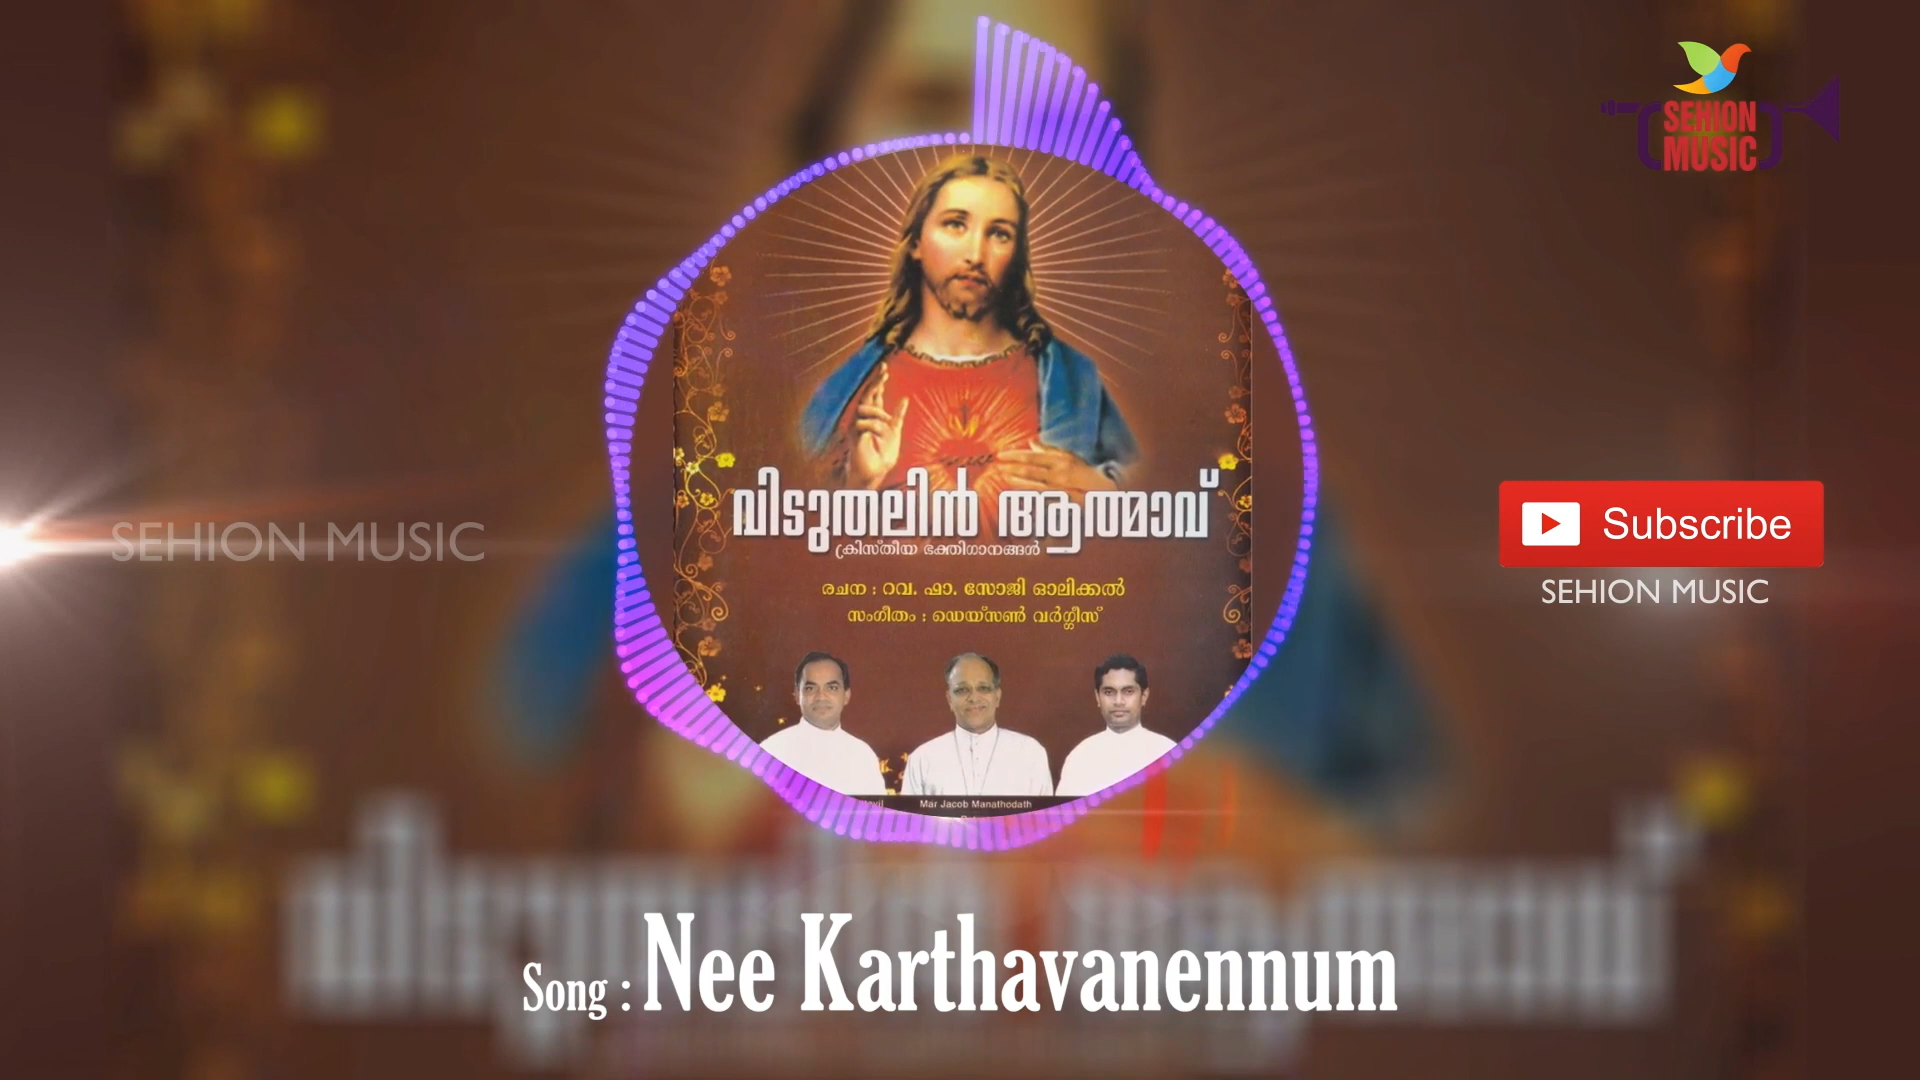 SEHION
MUSIC
വിടുതലിൻ ആത്മാവ്
ക്രിസ്തീയ ഭക്തിഗാനങ്ങൾ
രചന : റവ. ഫാ. സോജി ഓലിക്കൽ
സംഗീതം : ഡെയ്സൺ വർഗ്ഗീസ്
Mar Jacob Manathodath
SEHION MUSIC
Subscribe
SEHION MUSIC
Song : Nee Karthavanennum